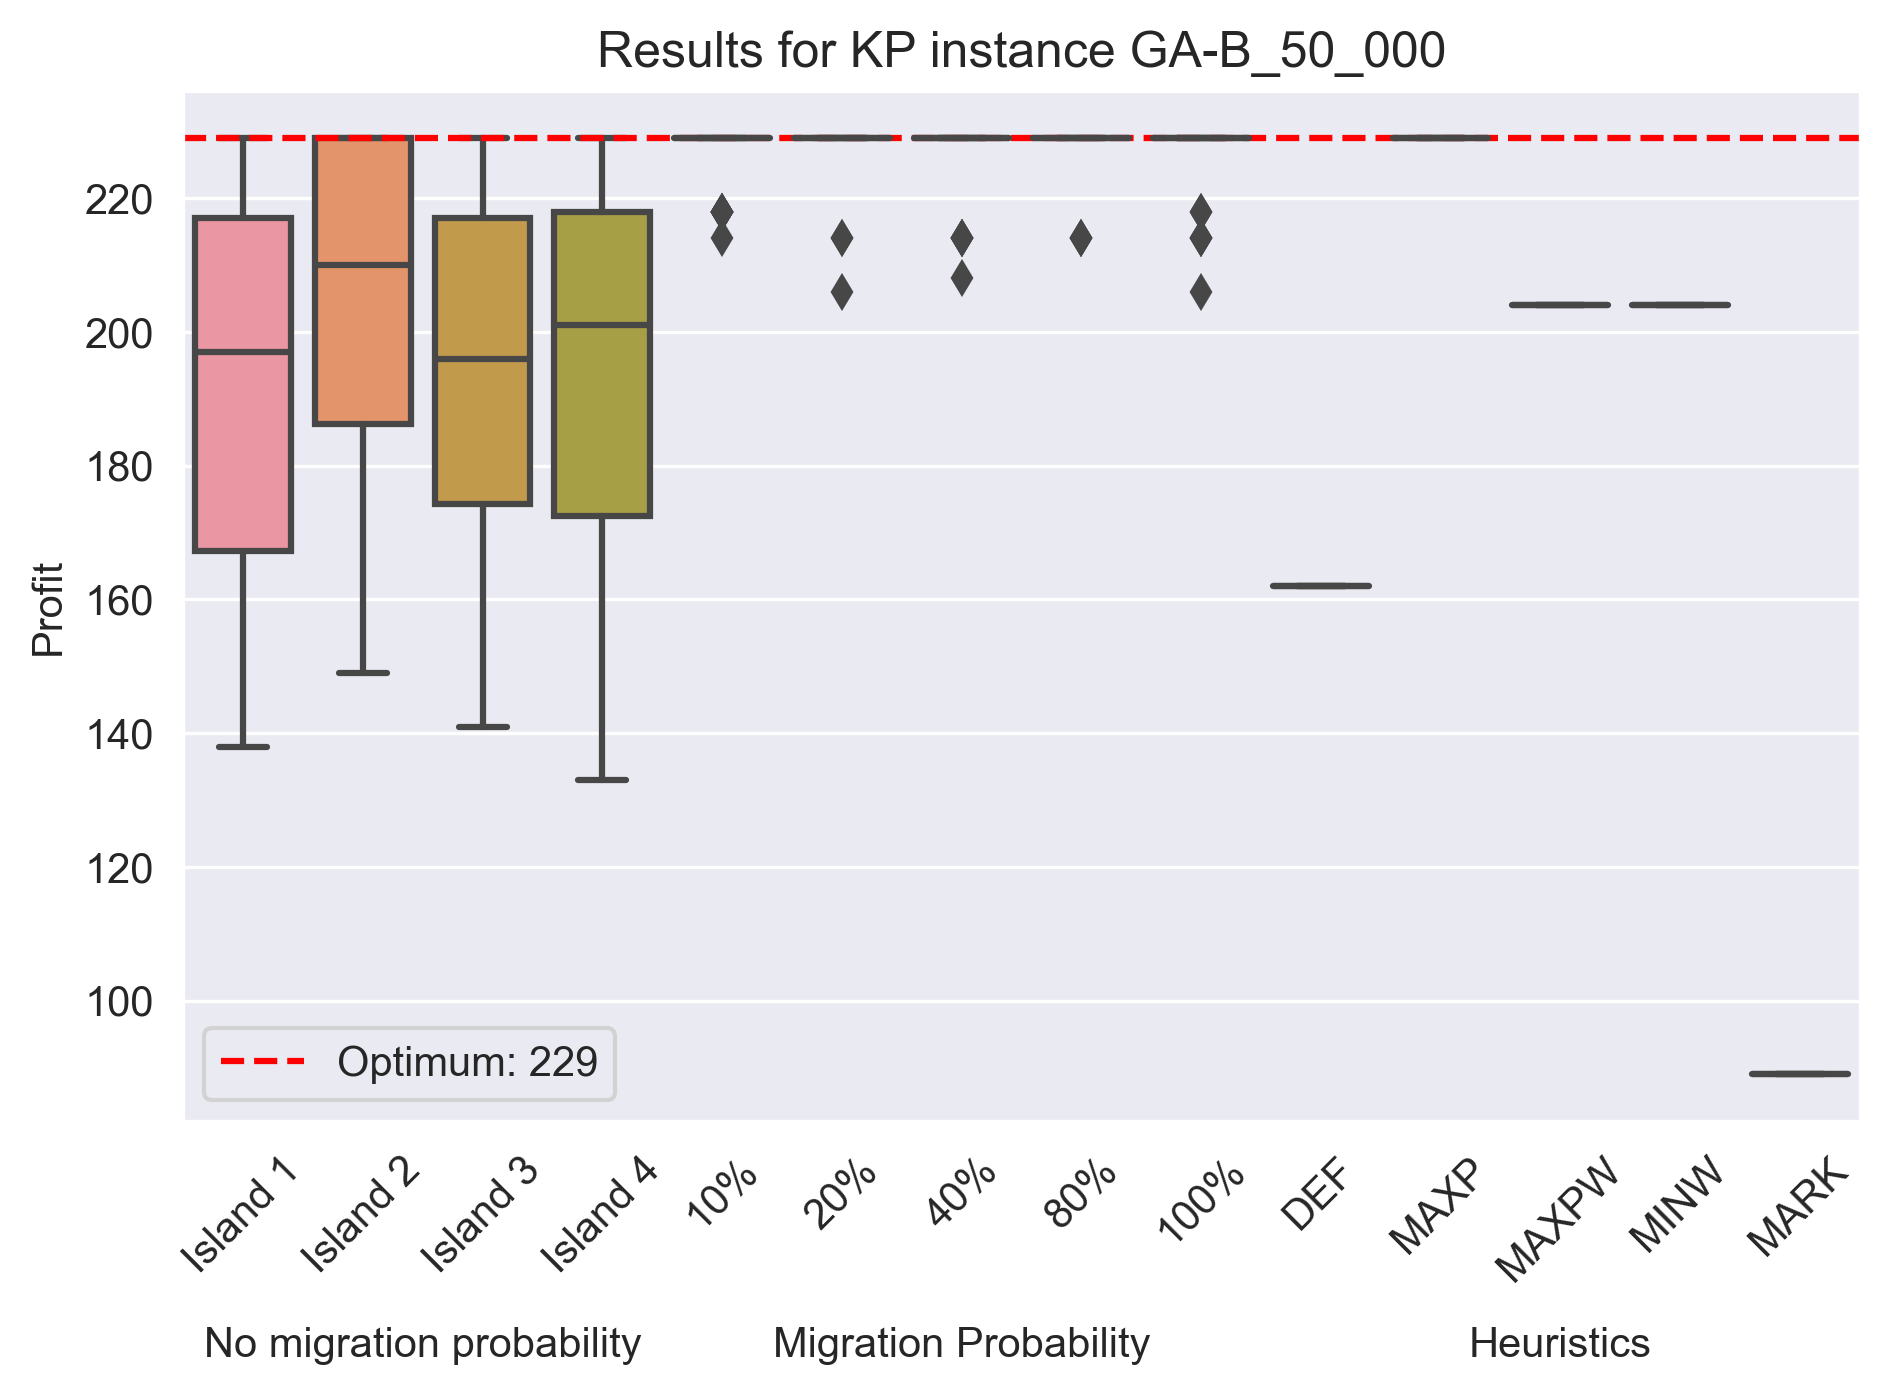 Results for KP instance GA-B_50_000
Profit
220
200
180
160
140
120
100
Optimum: 229
Island 1
Island 2
Island 3
Island 4
10%
20%
40%
80%
100%
DEF
MAXP
MAXPW
MINW
MARK
No migration probability
Migration Probability
Heuristics